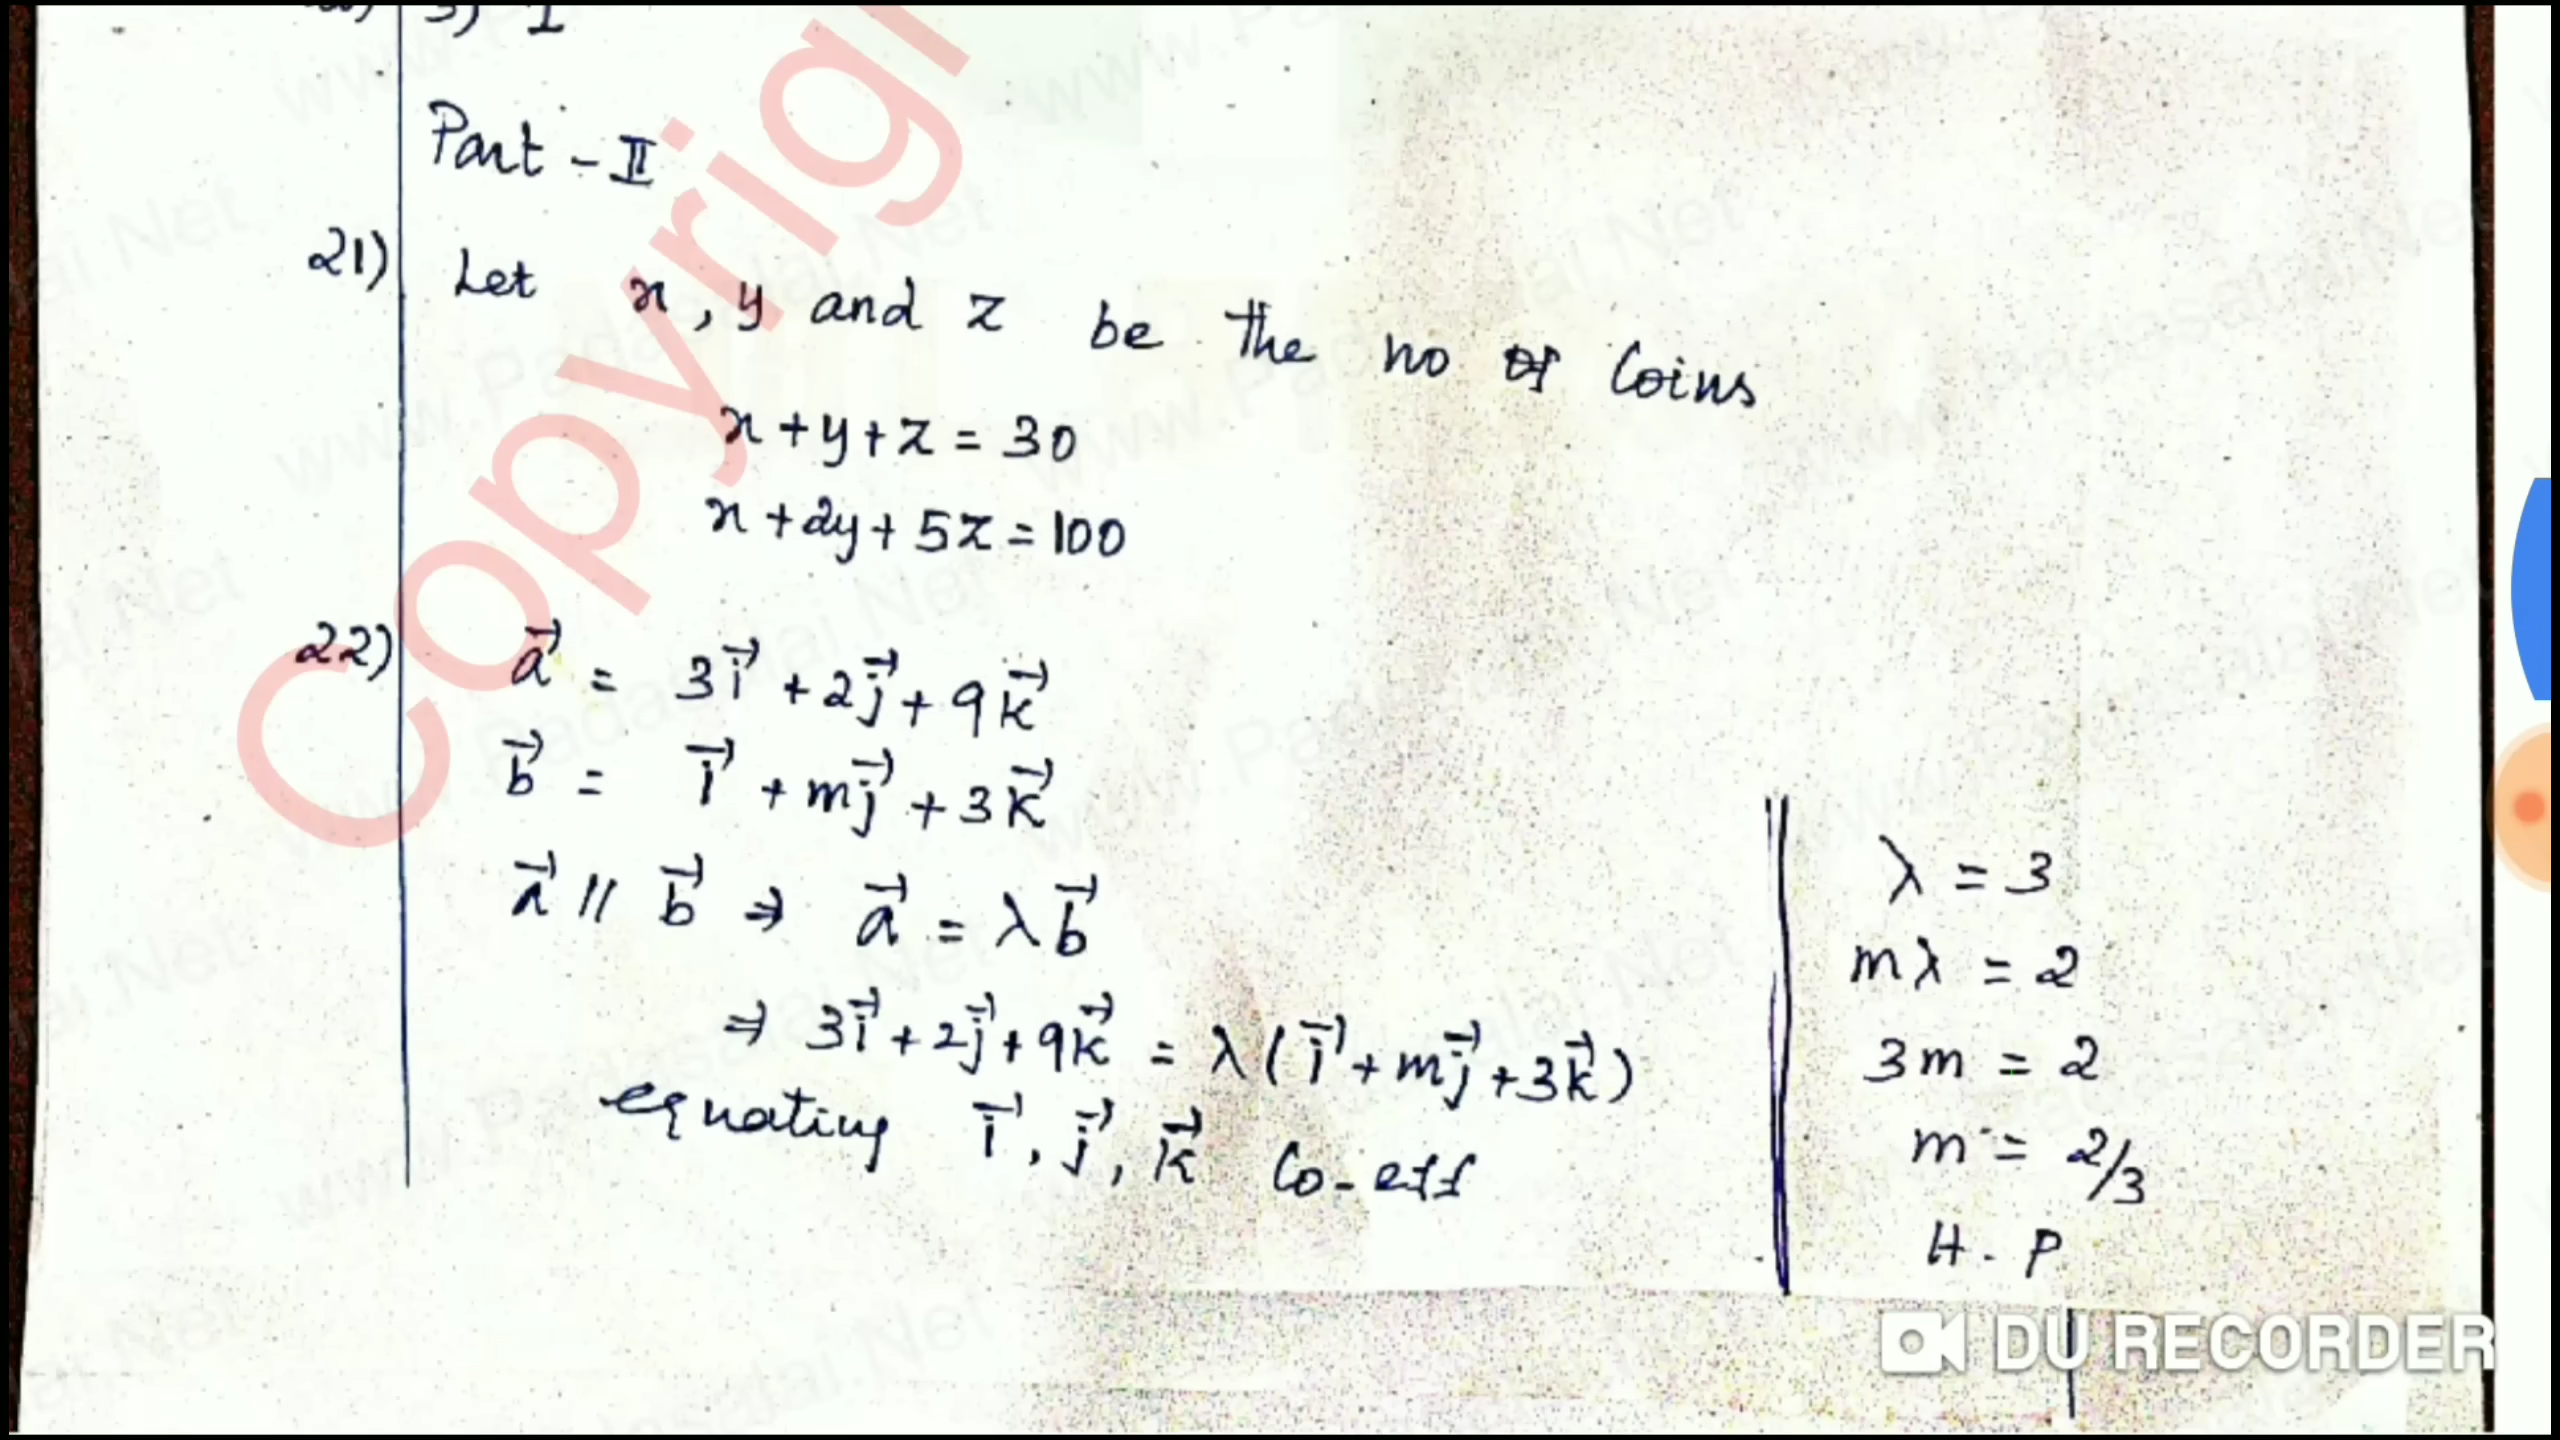 3) I
Part - II
21) Let x, y and z be the no of Coins
x + y + z = 30
x + 2y + 5z = 100
22) a⃗ = 3i⃗ + 2j⃗ + 9k⃗
b⃗ = i⃗ + mj⃗ + 3k⃗
a⃗ // b⃗ ⇒ a⃗ = λb⃗
⇒ 3i⃗ + 2j⃗ + 9k⃗ = λ(i⃗ + mj⃗ + 3k⃗)
equating i⃗, j⃗, k⃗ Co-eff
λ = 3
mλ = 2
3m = 2
m = 2/3
H. P
DU RECORDER